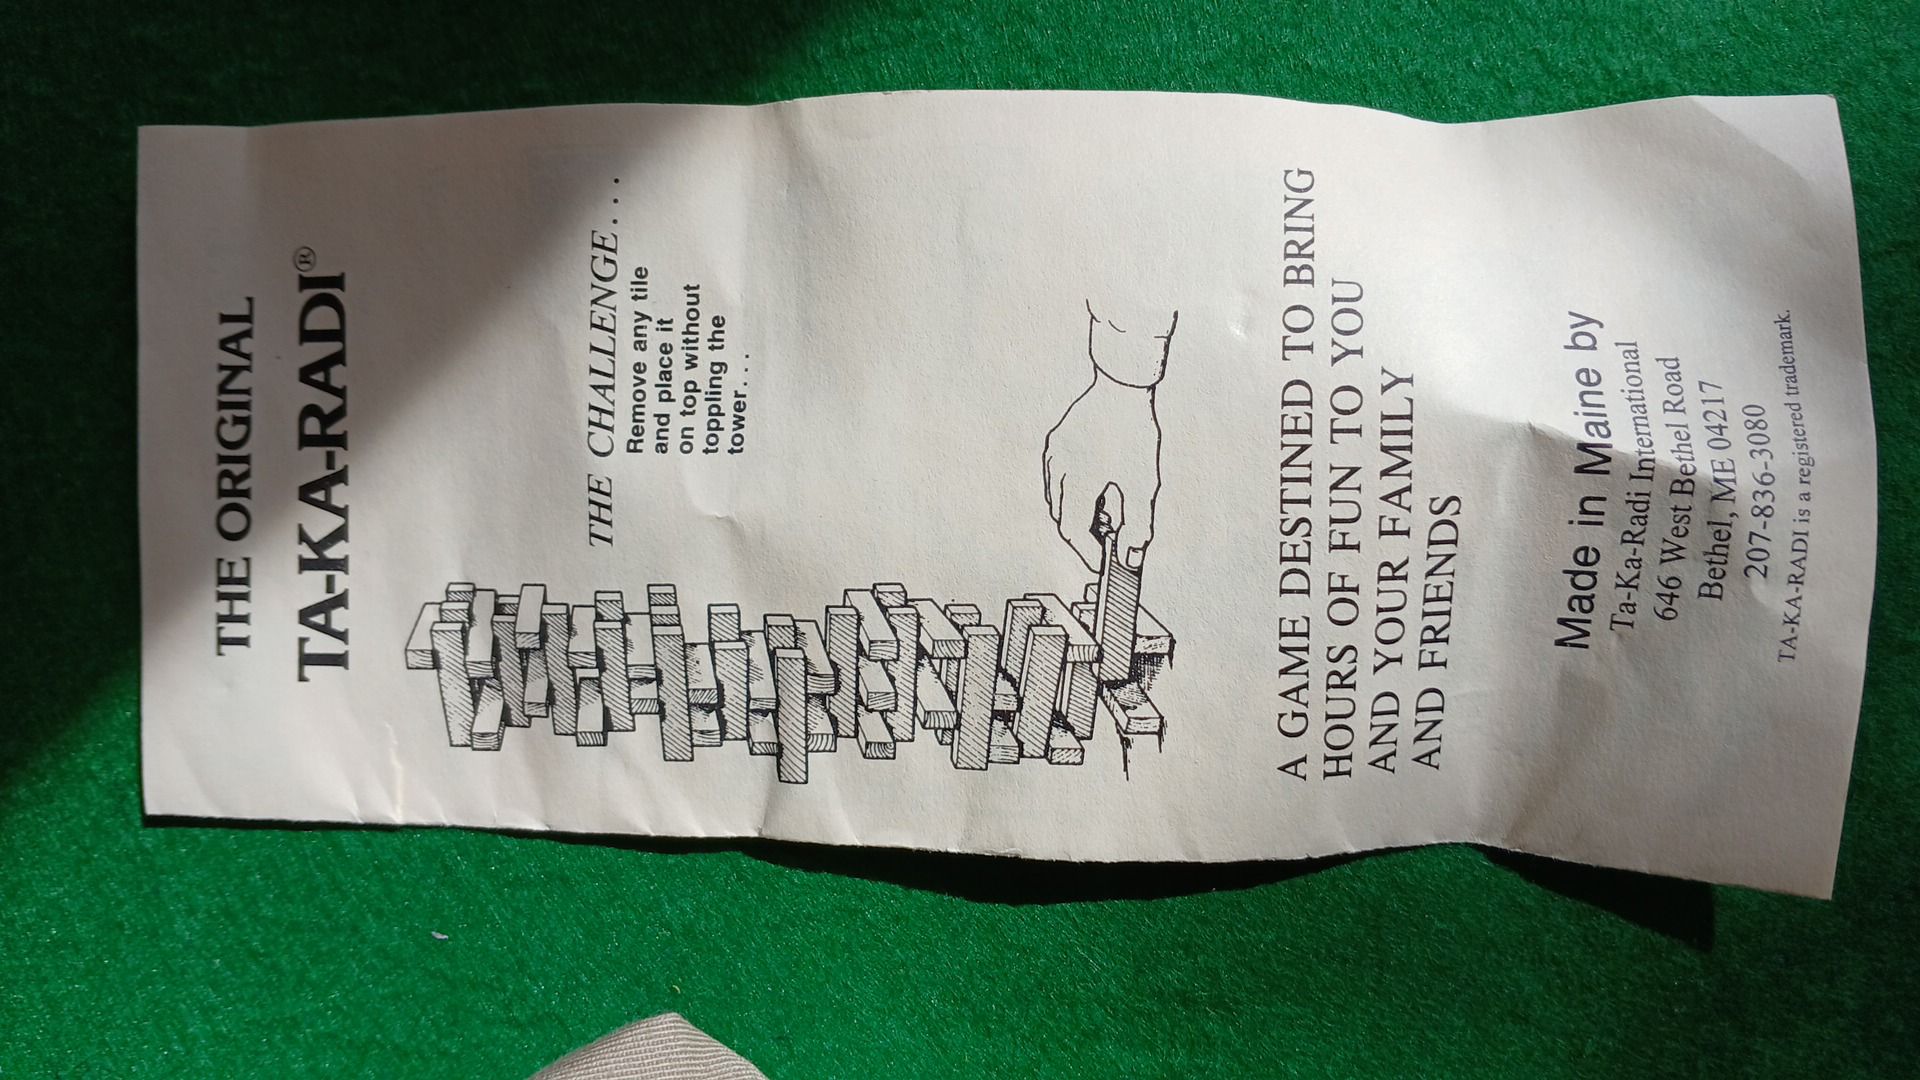 THE ORIGINAL
TA-KA-RADI®
THE CHALLENGE...
Remove any tile
and place it
on top without
toppling the
tower...
A GAME DESTINED TO BRING
HOURS OF FUN TO YOU
AND YOUR FAMILY
AND FRIENDS
Made in Maine by
Ta-Ka-Radi International
646 West Bethel Road
Bethel, ME 04217
207-836-3080
TA-KA-RADI is a registered trademark.